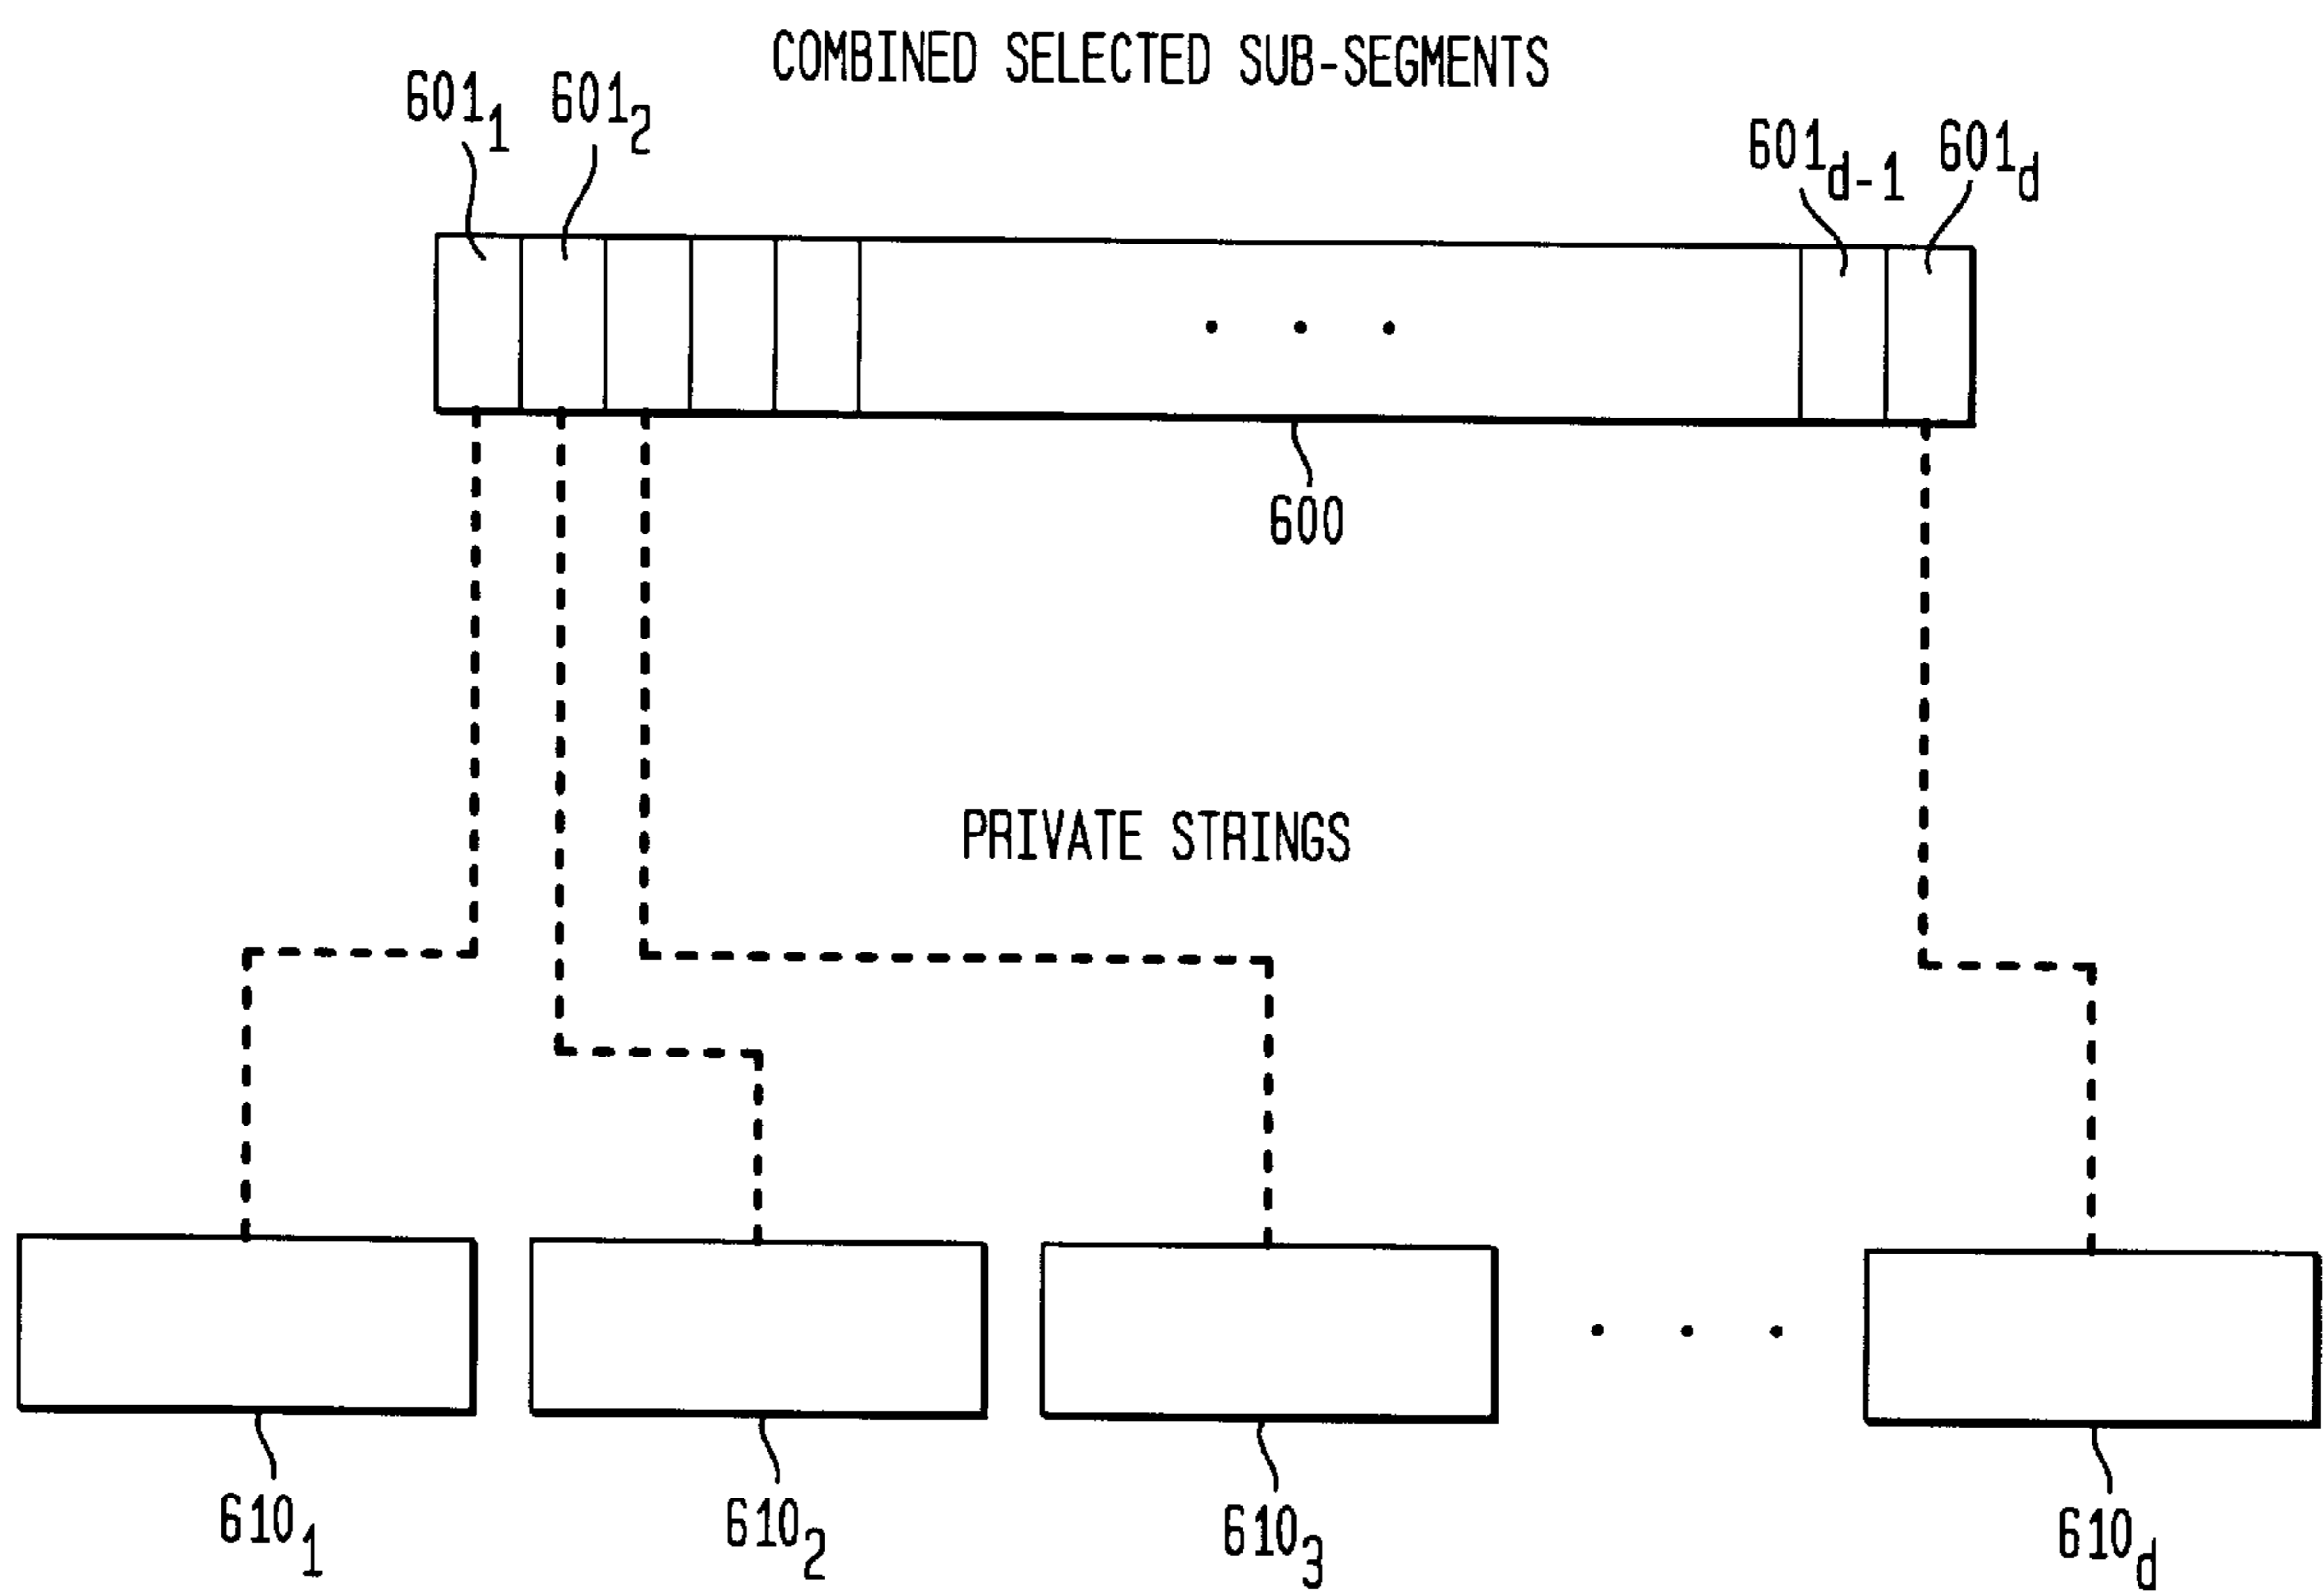 COMBINED SELECTED SUB-SEGMENTS
601₁ 601₂ 601d-1 601d
600
PRIVATE STRINGS
610₁ 610₂ 610₃ 610d